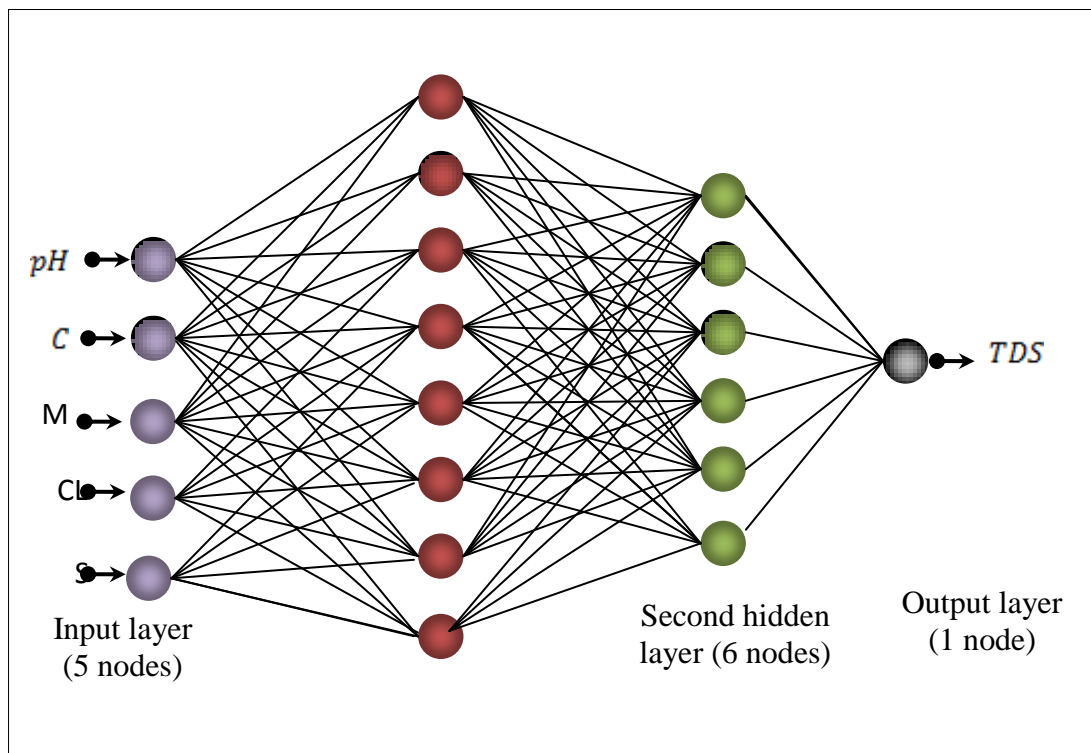 pH
C
M
CL
S
TDS
Input layer
(5 nodes)
Second hidden
layer (6 nodes)
Output layer
(1 node)